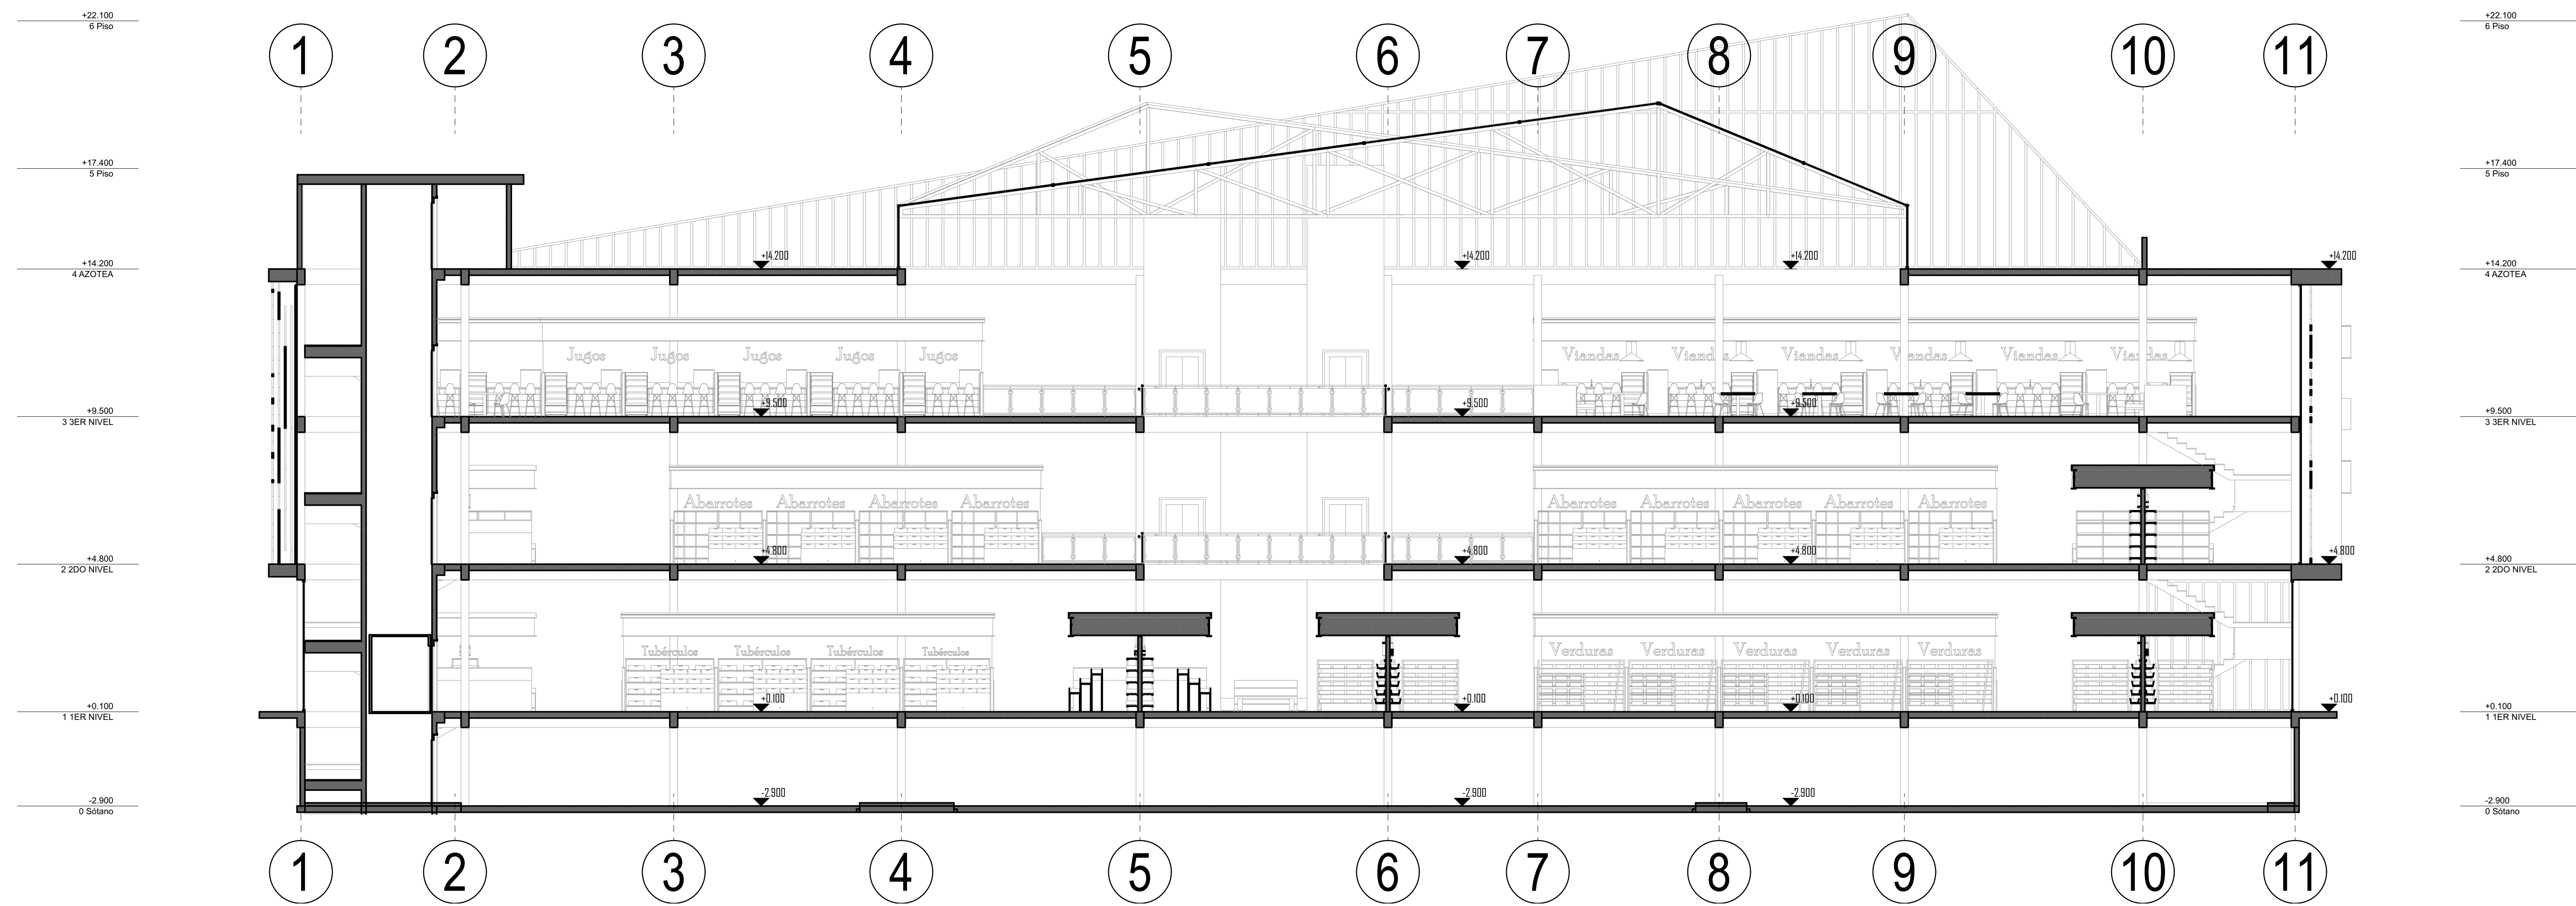 +22.100
6 Piso
+22.100
6 Piso
1 2 3 4 5 6 7 8 9 10 11
+17.400
5 Piso
+17.400
5 Piso
+14.200 +14.200 +14.200 +14.200
+14.200
4 AZOTEA
+14.200
4 AZOTEA
Jugos Jugos Jugos Jugos Jugos Viandas Viandas Viandas Viandas Viandas Viandas
+9.500 +9.500 +9.500
+9.500
3 3ER NIVEL
+9.500
3 3ER NIVEL
Abarrotes Abarrotes Abarrotes Abarrotes Abarrotes Abarrotes Abarrotes Abarrotes Abarrotes
+4.800 +4.800 +4.800 +4.800
+4.800
2 2DO NIVEL
+4.800
2 2DO NIVEL
Tubérculos Tubérculos Tubérculos Tubérculos Verduras Verduras Verduras Verduras Verduras
+0.100 +0.100 +0.100 +0.100
+0.100
1 1ER NIVEL
+0.100
1 1ER NIVEL
-2.900 -2.900 -2.900
-2.900
0 Sótano
-2.900
0 Sótano
1 2 3 4 5 6 7 8 9 10 11